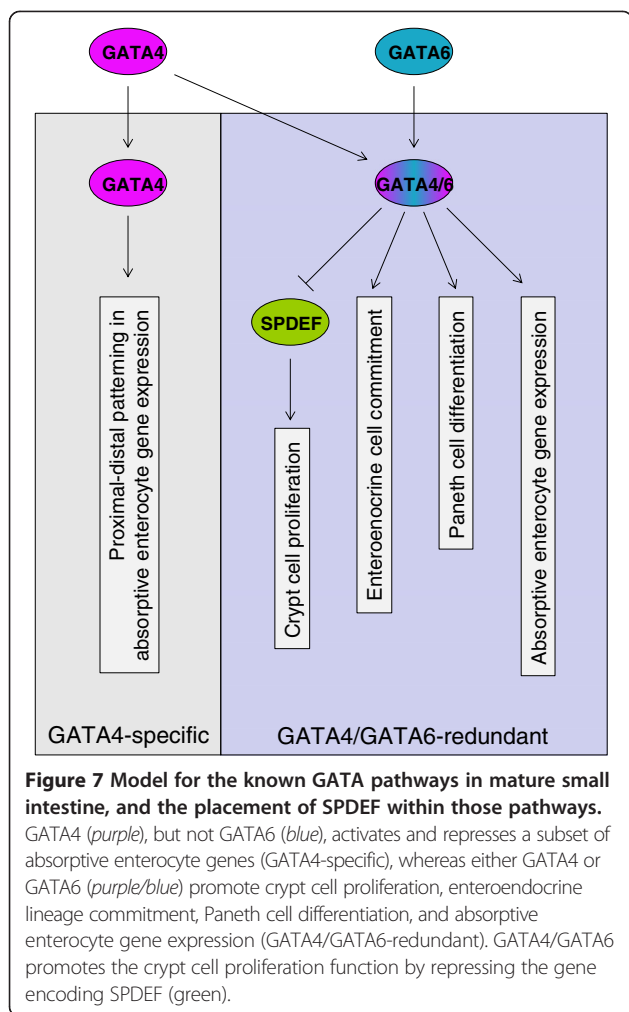 GATA4
GATA6
GATA4
GATA4/6
SPDEF
Proximal-distal patterning in
absorptive enterocyte gene expression
Crypt cell proliferation
Enteroenocrine cell commitment
Paneth cell differentiation
Absorptive enterocyte gene expression
GATA4-specific
GATA4/GATA6-redundant
Figure 7 Model for the known GATA pathways in mature small
intestine, and the placement of SPDEF within those pathways.
GATA4 (purple), but not GATA6 (blue), activates and represses a subset of
absorptive enterocyte genes (GATA4-specific), whereas either GATA4 or
GATA6 (purple/blue) promote crypt cell proliferation, enteroendocrine
lineage commitment, Paneth cell differentiation, and absorptive
enterocyte gene expression (GATA4/GATA6-redundant). GATA4/GATA6
promotes the crypt cell proliferation function by repressing the gene
encoding SPDEF (green).